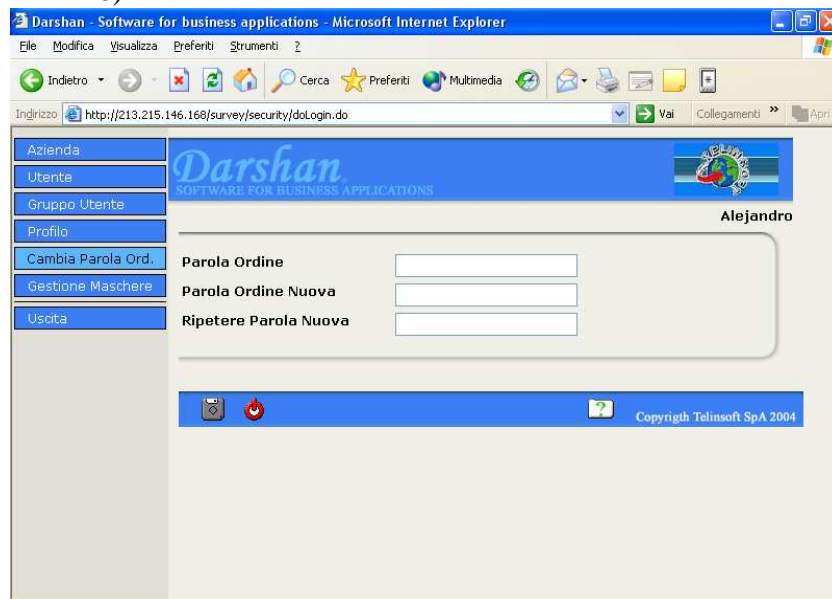 Darshan - Software for business applications - Microsoft Internet Explorer
File Modifica Visualizza Preferiti Strumenti ?
Indietro Cerca Preferiti Multimedia
Indirizzo http://213.215.146.168/survey/security/doLogin.do Vai Collegamenti » Apri
Azienda
Utente
Gruppo Utente
Profilo
Cambia Parola Ord.
Gestione Maschere
Uscita
Darshan
SOFTWARE FOR BUSINESS APPLICATIONS
Alejandro
Parola Ordine
Parola Ordine Nuova
Ripetere Parola Nuova
?
Copyrigth Telinsoft SpA 2004